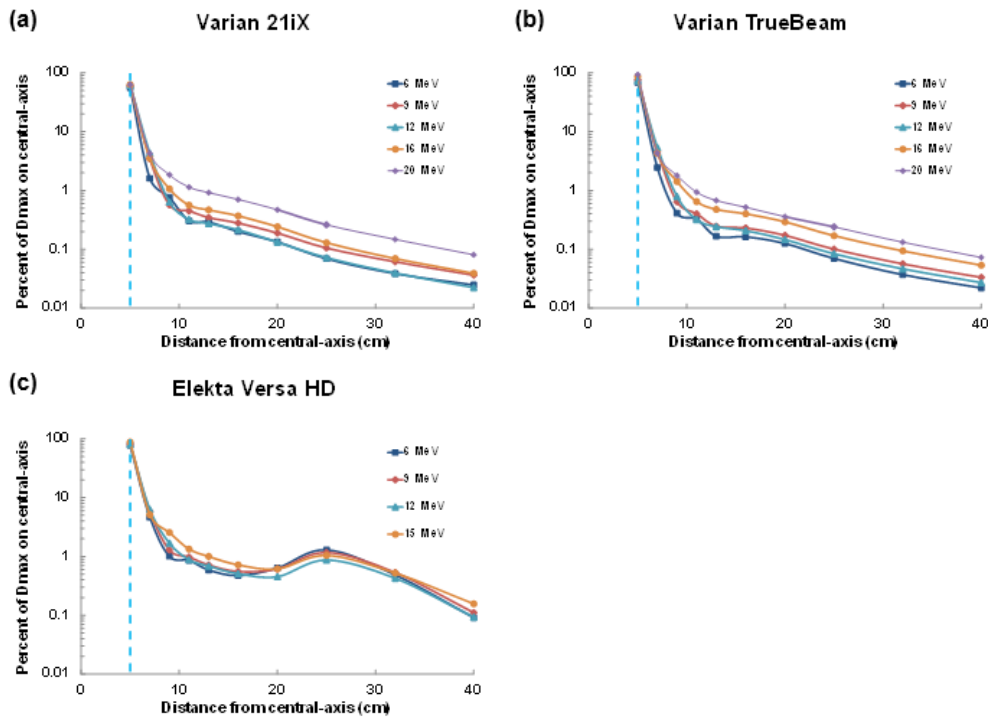 (a) Varian 21iX
Percent of Dmax on central-axis
100
10
1
0.1
0.01
0 10 20 30 40
Distance from central-axis (cm)
6 MeV
9 MeV
12 MeV
16 MeV
20 MeV
(b) Varian TrueBeam
Percent of Dmax on central-axis
100
10
1
0.1
0.01
0 10 20 30 40
Distance from central-axis (cm)
6 MeV
9 MeV
12 MeV
16 MeV
20 MeV
(c) Elekta Versa HD
Percent of Dmax on central-axis
100
10
1
0.1
0.01
0 10 20 30 40
Distance from central-axis (cm)
6 MeV
9 MeV
12 MeV
15 MeV